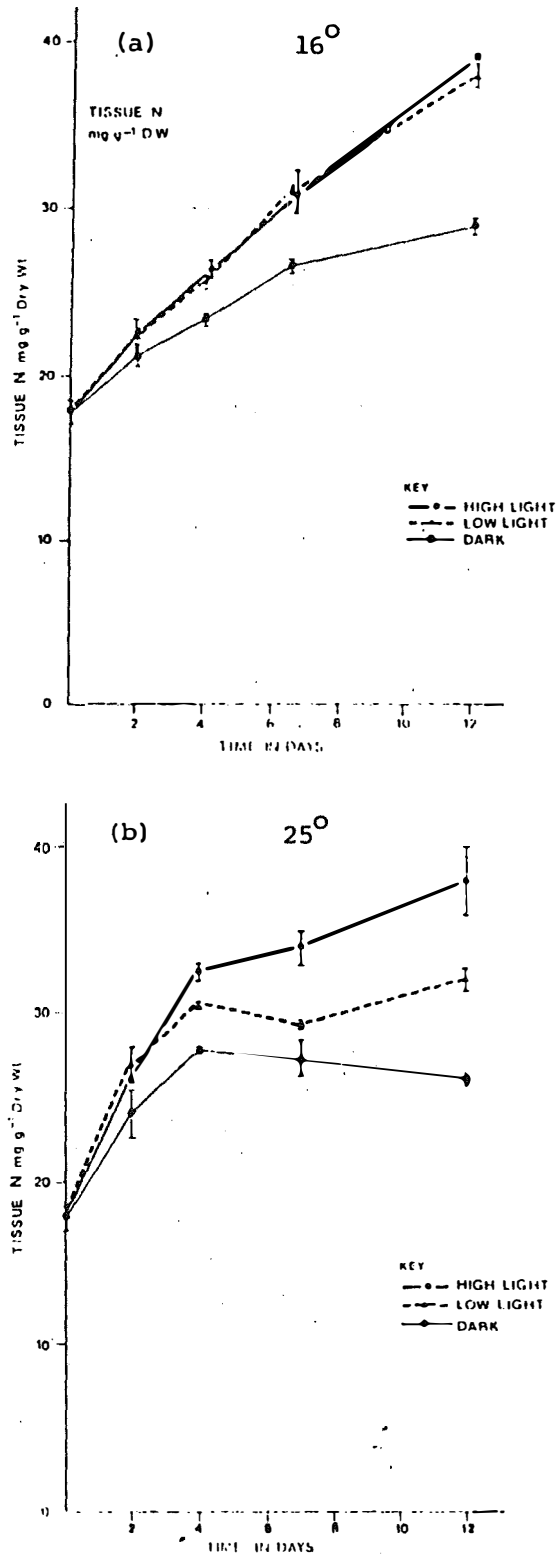 (a) 16°
40
TISSUE N
mg g⁻¹ DW
30
20
10
0
TISSUE N mg g⁻¹ Dry Wt
KEY
HIGH LIGHT
LOW LIGHT
DARK
2 4 6 8 10 12
TIME IN DAYS
(b) 25°
40
30
20
10
TISSUE N mg g⁻¹ Dry Wt
KEY
HIGH LIGHT
LOW LIGHT
DARK
2 4 6 8 10 12
TIME IN DAYS